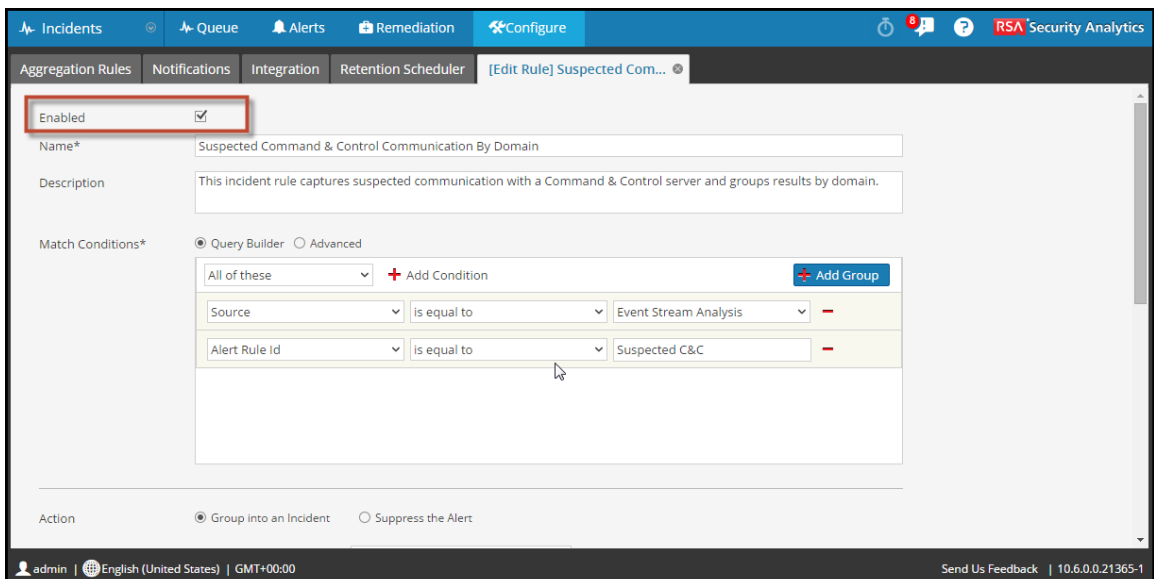 Incidents Queue Alerts Remediation Configure 8 ? RSA Security Analytics
Aggregation Rules Notifications Integration Retention Scheduler [Edit Rule] Suspected Com...
Enabled
Name* Suspected Command & Control Communication By Domain
Description This incident rule captures suspected communication with a Command & Control server and groups results by domain.
Match Conditions* Query Builder Advanced
All of these Add Condition Add Group
Source is equal to Event Stream Analysis
Alert Rule Id is equal to Suspected C&C
Action Group into an Incident Suppress the Alert
admin | English (United States) | GMT+00:00 Send Us Feedback | 10.6.0.0.21365-1